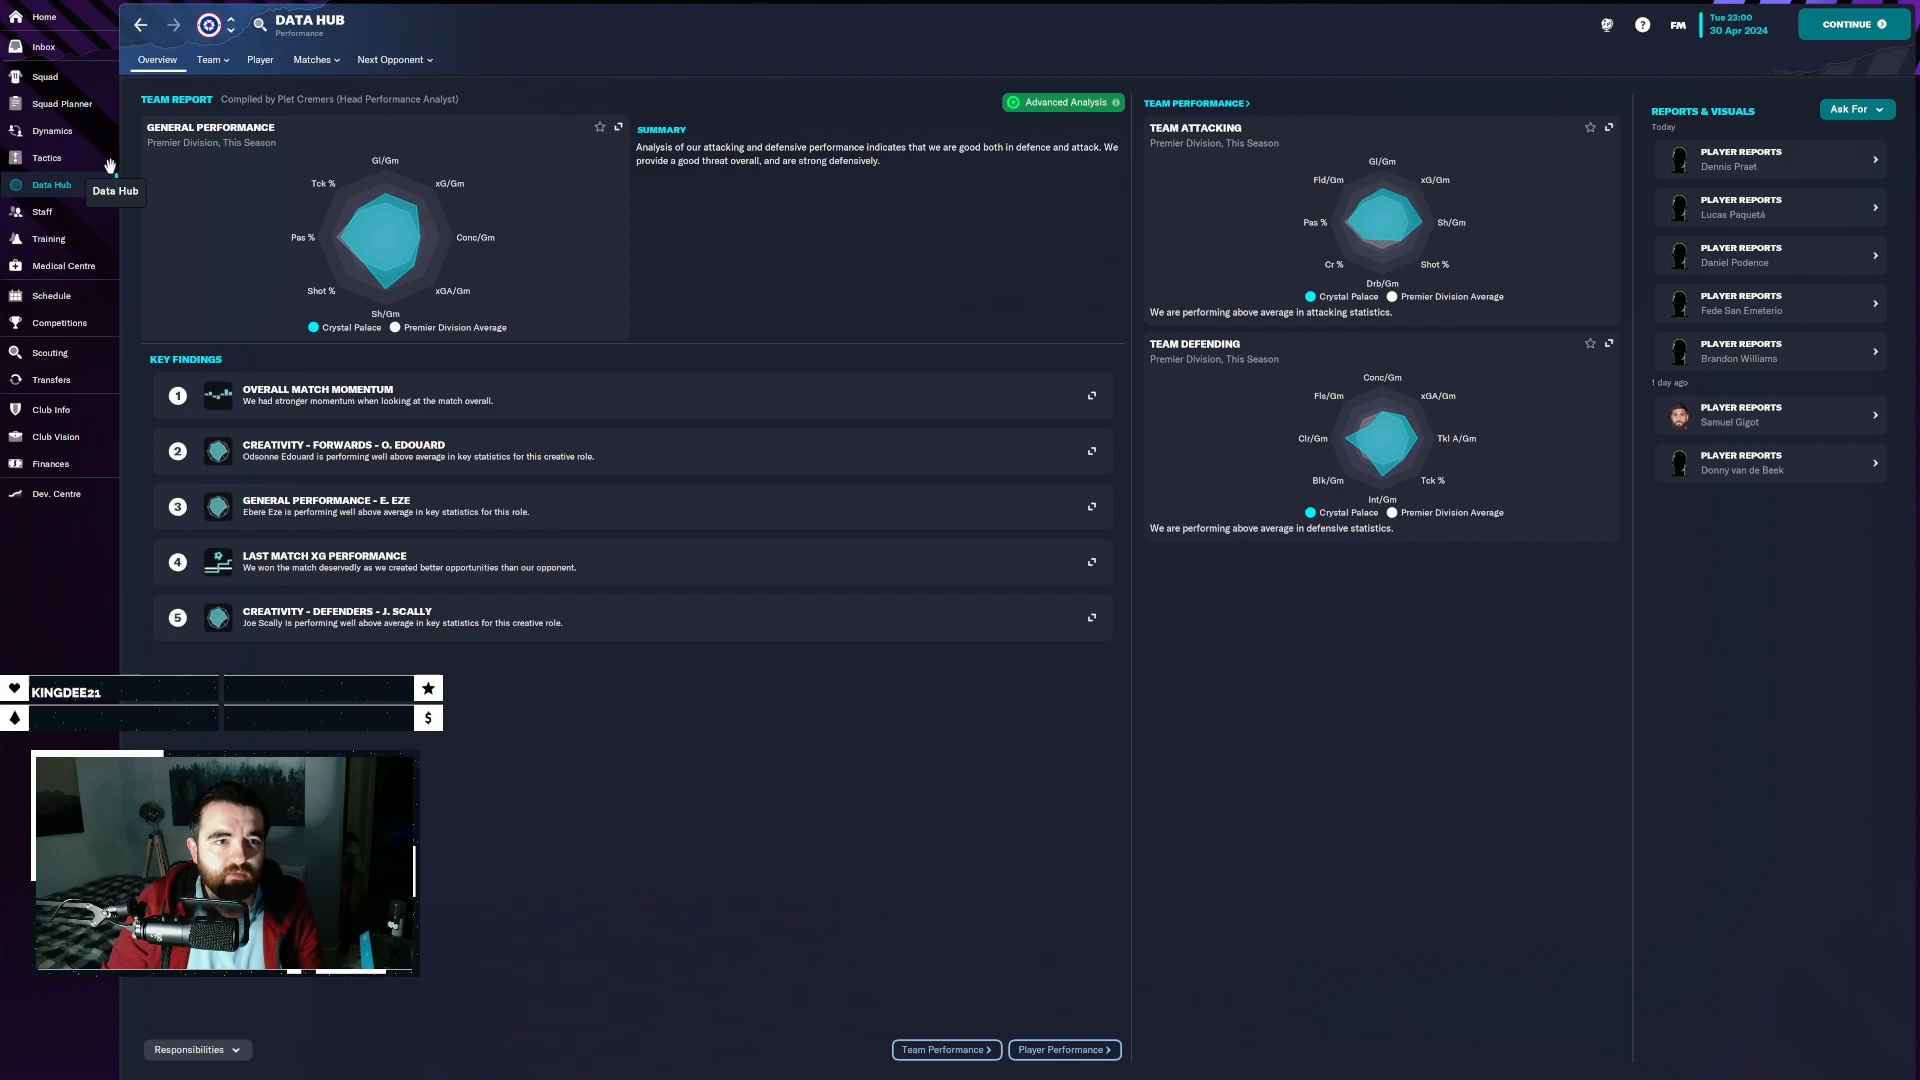 Home
Inbox
Squad
Squad Planner
Dynamics
Tactics
Data Hub
Data Hub
Staff
Training
Medical Centre
Schedule
Competitions
Scouting
Transfers
Club Info
Club Vision
Finances
Dev. Centre
DATA HUB
Performance
FM
Tue 23:00
30 Apr 2024
CONTINUE
Overview
Team
Player
Matches
Next Opponent
TEAM REPORT Compiled by Piet Cremers (Head Performance Analyst)
Advanced Analysis
GENERAL PERFORMANCE
Premier Division, This Season
Gl/Gm
Tck %
xG/Gm
Pas %
Conc/Gm
Shot %
xGA/Gm
Sh/Gm
Crystal Palace
Premier Division Average
SUMMARY
Analysis of our attacking and defensive performance indicates that we are good both in defence and attack. We
provide a good threat overall, and are strong defensively.
KEY FINDINGS
1
OVERALL MATCH MOMENTUM
We had stronger momentum when looking at the match overall.
2
CREATIVITY - FORWARDS - O. EDOUARD
Odsonne Edouard is performing well above average in key statistics for this creative role.
3
GENERAL PERFORMANCE - E. EZE
Ebere Eze is performing well above average in key statistics for this role.
4
LAST MATCH XG PERFORMANCE
We won the match deservedly as we created better opportunities than our opponent.
5
CREATIVITY - DEFENDERS - J. SCALLY
Joe Scally is performing well above average in key statistics for this creative role.
TEAM PERFORMANCE
TEAM ATTACKING
Premier Division, This Season
Gl/Gm
Fld/Gm
xG/Gm
Pas %
Sh/Gm
Cr %
Shot %
Drb/Gm
Crystal Palace
Premier Division Average
We are performing above average in attacking statistics.
TEAM DEFENDING
Premier Division, This Season
Conc/Gm
Fls/Gm
xGA/Gm
Clr/Gm
Tkl A/Gm
Blk/Gm
Tck %
Int/Gm
Crystal Palace
Premier Division Average
We are performing above average in defensive statistics.
REPORTS & VISUALS
Ask For
Today
PLAYER REPORTS
Dennis Praet
PLAYER REPORTS
Lucas Paquetá
PLAYER REPORTS
Daniel Podence
PLAYER REPORTS
Fede San Emeterio
PLAYER REPORTS
Brandon Williams
1 day ago
PLAYER REPORTS
Samuel Gigot
PLAYER REPORTS
Donny van de Beek
KINGDEE21
$
Responsibilities
Team Performance
Player Performance